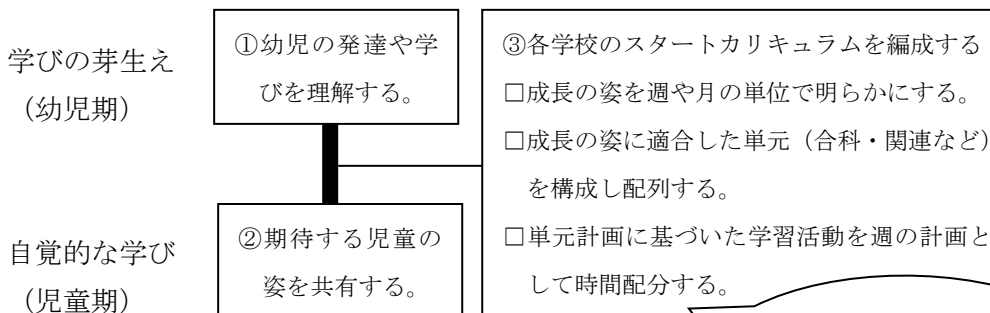 学びの芽生え
（幼児期）
①幼児の発達や学
びを理解する。
自覚的な学び
（児童期）
②期待する児童の
姿を共有する。
③各学校のスタートカリキュラムを編成する
□成長の姿を週や月の単位で明らかにする。
□成長の姿に適合した単元（合科・関連など）
を構成し配列する。
□単元計画に基づいた学習活動を週の計画と
して時間配分する。